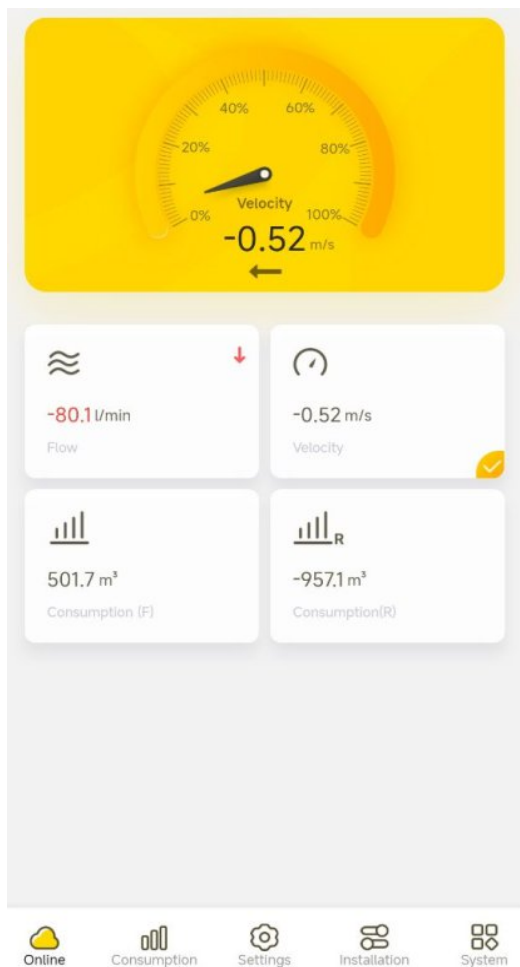 40% 60%
20% 80%
0% Velocity 100%
-0.52 m/s
-80.1 l/min
Flow
-0.52 m/s
Velocity
501.7 m³
Consumption (F)
R
-957.1 m³
Consumption(R)
Online Consumption Settings Installation System